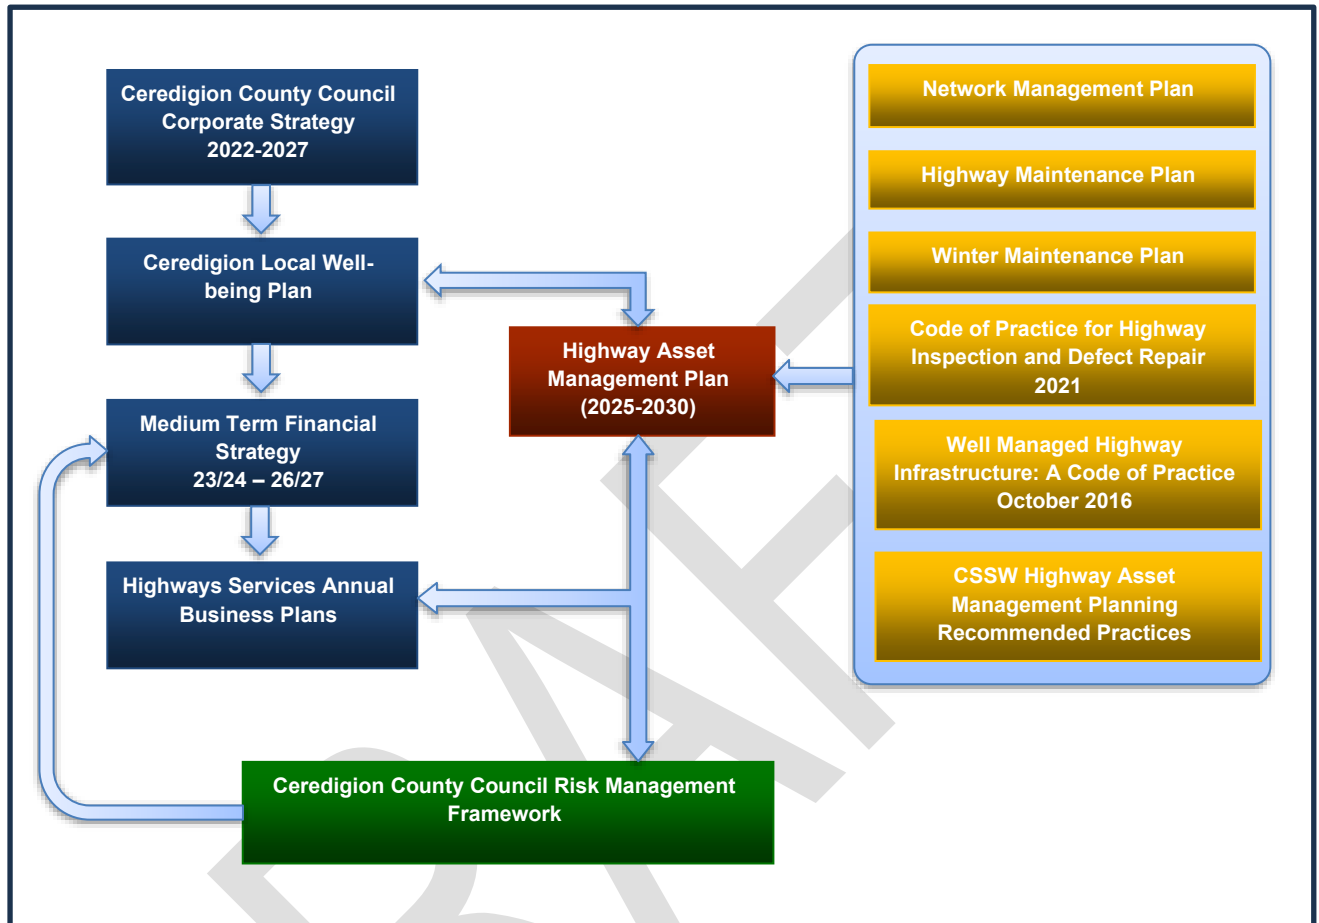 Ceredigion County Council
Corporate Strategy
2022-2027
Ceredigion Local Well-
being Plan
Medium Term Financial
Strategy
23/24 – 26/27
Highways Services Annual
Business Plans
Highway Asset
Management Plan
(2025-2030)
Ceredigion County Council Risk Management
Framework
Network Management Plan
Highway Maintenance Plan
Winter Maintenance Plan
Code of Practice for Highway
Inspection and Defect Repair
2021
Well Managed Highway
Infrastructure: A Code of Practice
October 2016
CSSW Highway Asset
Management Planning
Recommended Practices